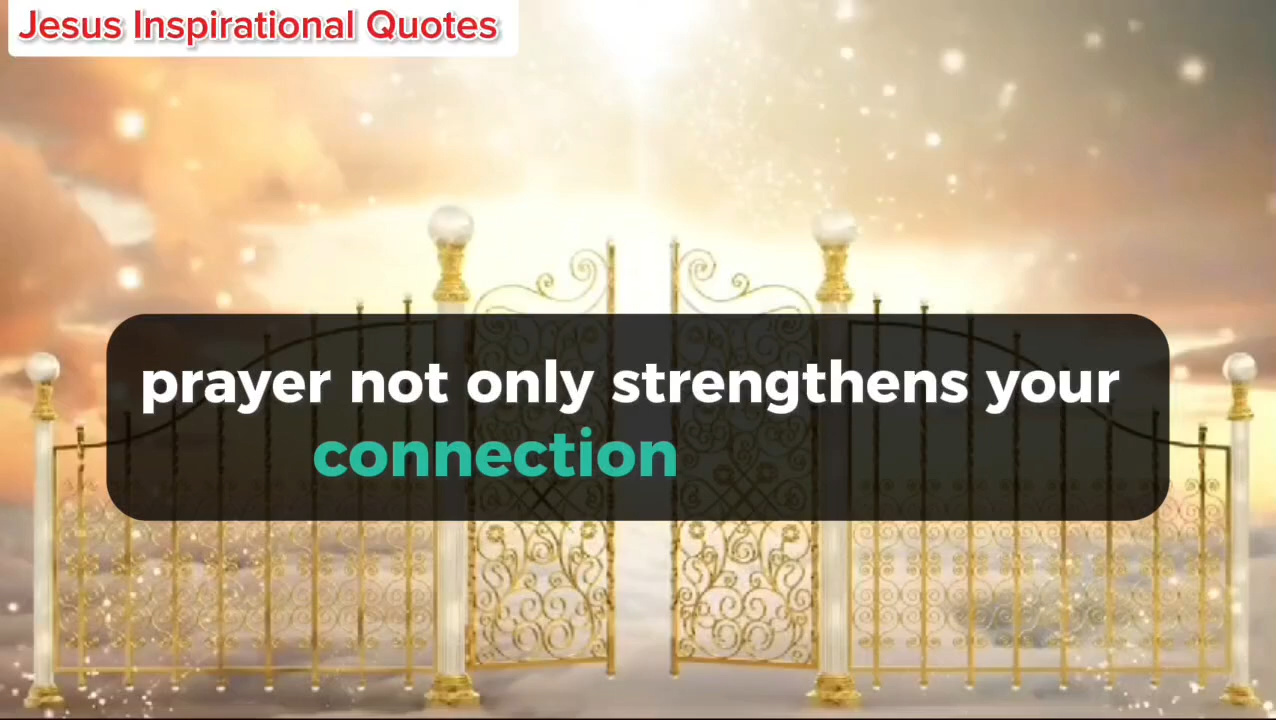 Jesus Inspirational Quotes
prayer not only strengthens your
connection